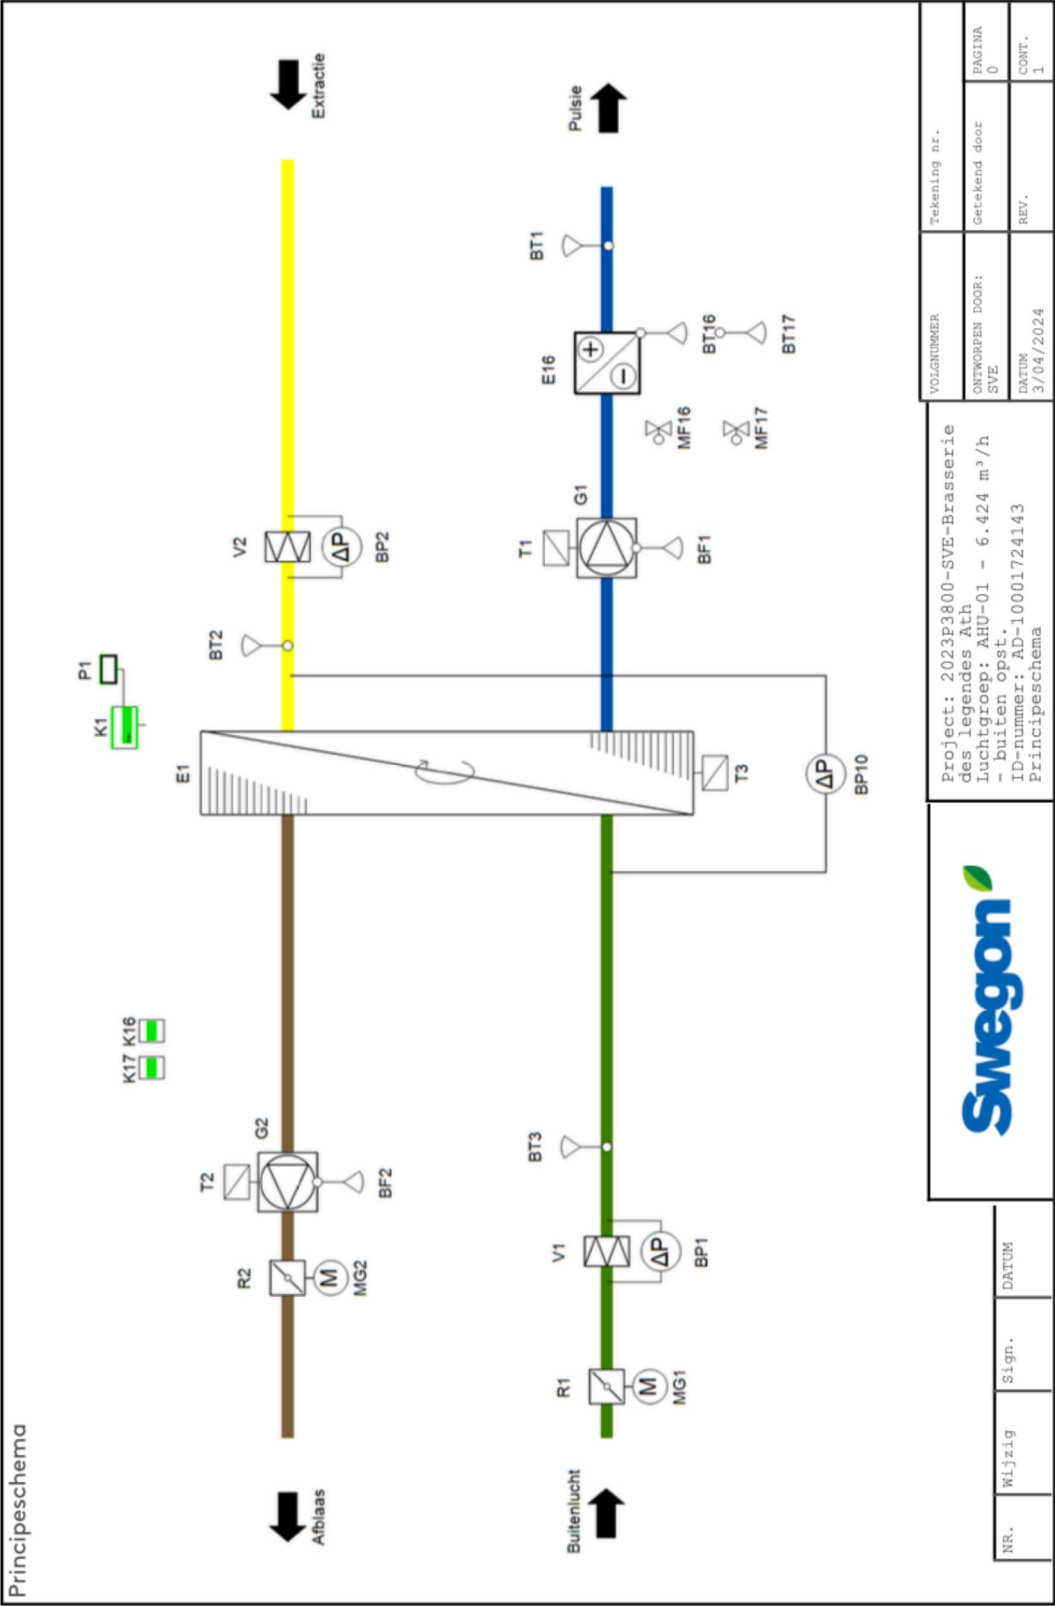 Principeschema
P1
K1
K17 K16
Afblaas
R2
M
MG2
T2
G2
BF2
E1
T3
BT2
V2
ΔP
BP2
Extractie
Buitenlucht
R1
M
MG1
V1
ΔP
BP1
BT3
ΔP
BP10
T1
G1
BF1
E16
BT16
BT17
MF16
MF17
BT1
Pulsie
NR.
Wijzig
Sign.
DATUM
Swegon
Project: 2023P3800-SVE-Brasserie
des legendes Ath
Luchtgroep: AHU-01 - 6.424 m³/h
- buiten opst.
ID-nummer: AD-10001724143
Principeschema
VOLGNUMMER
Tekening nr.
ONTWORPEN DOOR:
SVE
Getekend door
PAGINA
0
DATUM
3/04/2024
REV.
CONT.
1